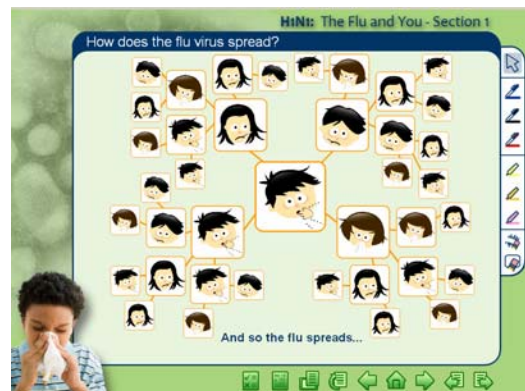 H1N1: The Flu and You - Section 1
How does the flu virus spread?
And so the flu spreads...